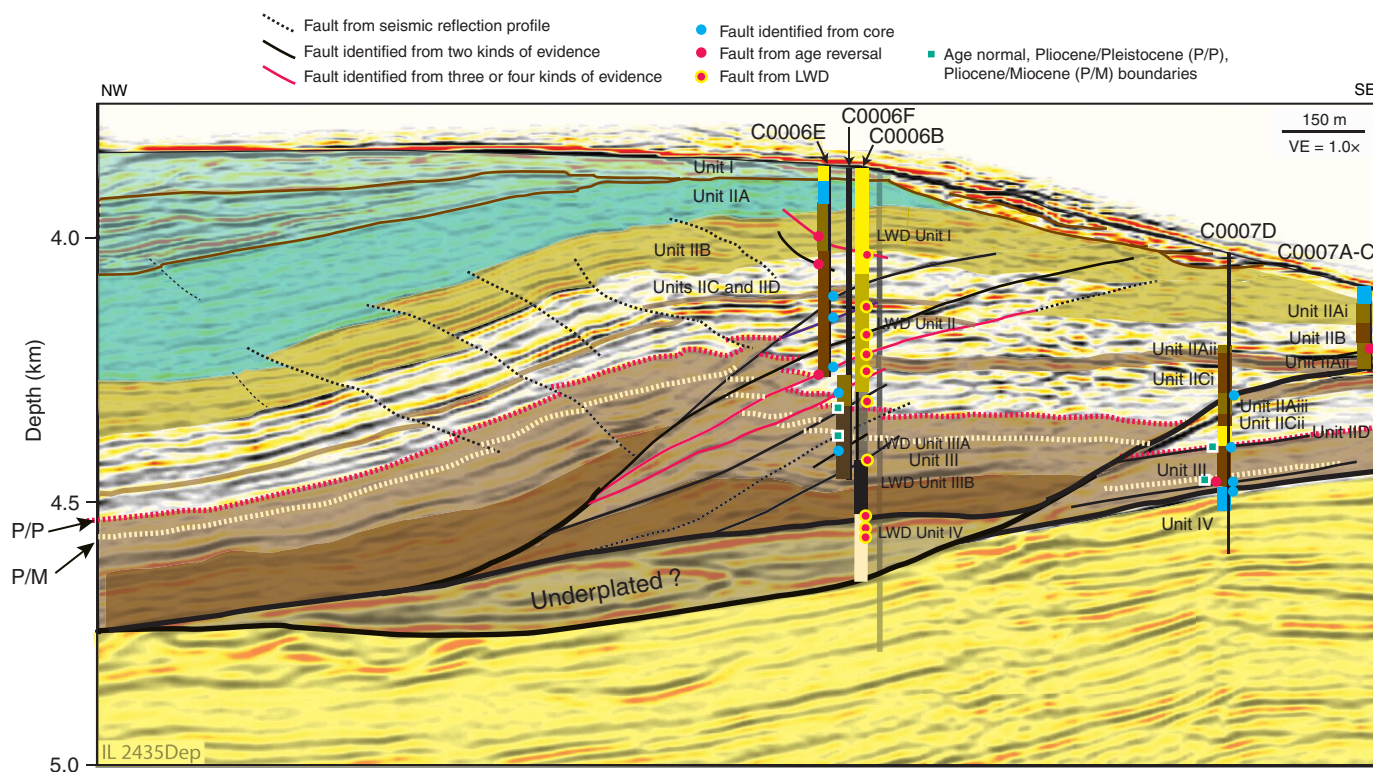 Fault from seismic reflection profile
Fault identified from two kinds of evidence
Fault identified from three or four kinds of evidence
Fault identified from core
Fault from age reversal
Fault from LWD
Age normal, Pliocene/Pleistocene (P/P),
Pliocene/Miocene (P/M) boundaries
NW
SE
150 m
VE = 1.0×
C0006F
C0006E
C0006B
C0007D
C0007A-C
Unit I
Unit IIA
4.0
LWD Unit I
Unit IIB
Units IIC and IID
Unit IIAi
LWD Unit II
Unit IIB
Unit IIAii
Unit IIAii
Unit IICi
Depth (km)
Unit IIAiii
Unit IICii
Unit IID
LWD Unit IIIA
Unit III
Unit III
LWD Unit IIIB
4.5
P/P
Unit IV
LWD Unit IV
P/M
Underplated ?
IL 2435Dep
5.0